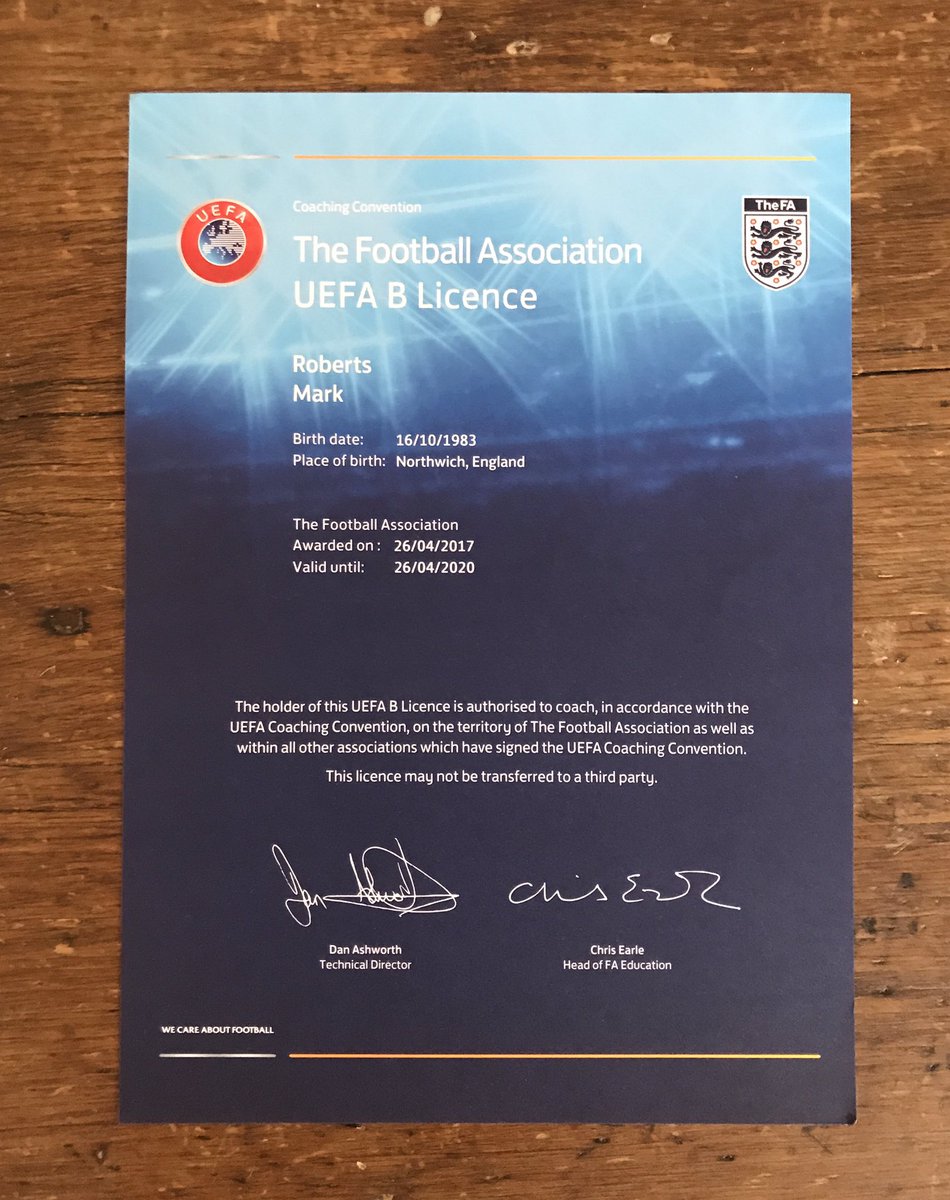 UEFA
Coaching Convention
The FA
The Football Association
UEFA B Licence
Roberts
Mark
Birth date: 16/10/1983
Place of birth: Northwich, England
The Football Association
Awarded on : 26/04/2017
Valid until: 26/04/2020
The holder of this UEFA B Licence is authorised to coach, in accordance with the
UEFA Coaching Convention, on the territory of The Football Association as well as
within all other associations which have signed the UEFA Coaching Convention.
This licence may not be transferred to a third party.
Dan Ashworth
Chris Earle
Dan Ashworth
Technical Director
Chris Earle
Head of FA Education
WE CARE ABOUT FOOTBALL